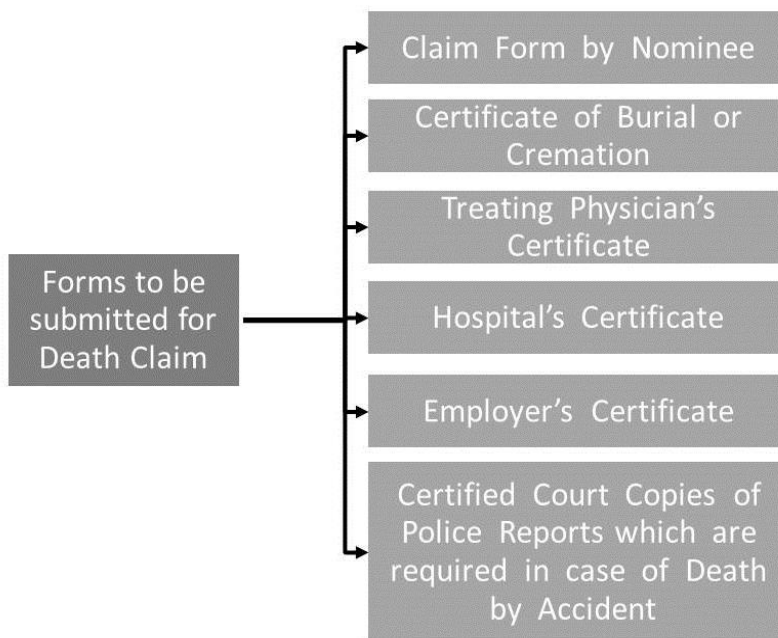 Forms to be
submitted for
Death Claim
Claim Form by Nominee
Certificate of Burial or
Cremation
Treating Physician’s
Certificate
Hospital’s Certificate
Employer’s Certificate
Certified Court Copies of
Police Reports which are
required in case of Death
by Accident